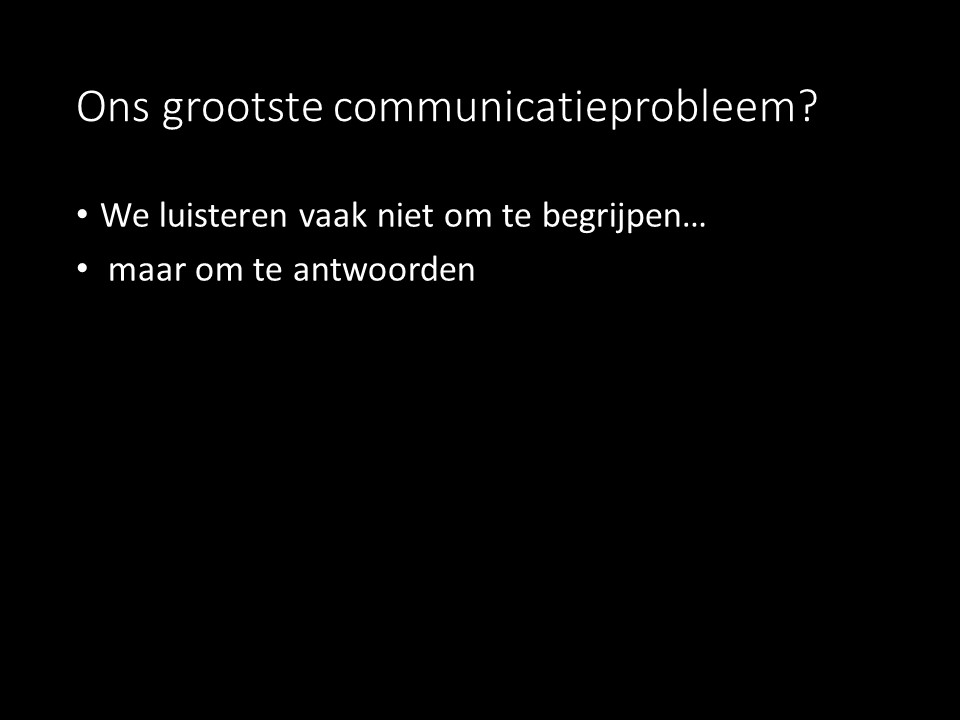 Ons grootste communicatieprobleem?
• We luisteren vaak niet om te begrijpen…
• maar om te antwoorden